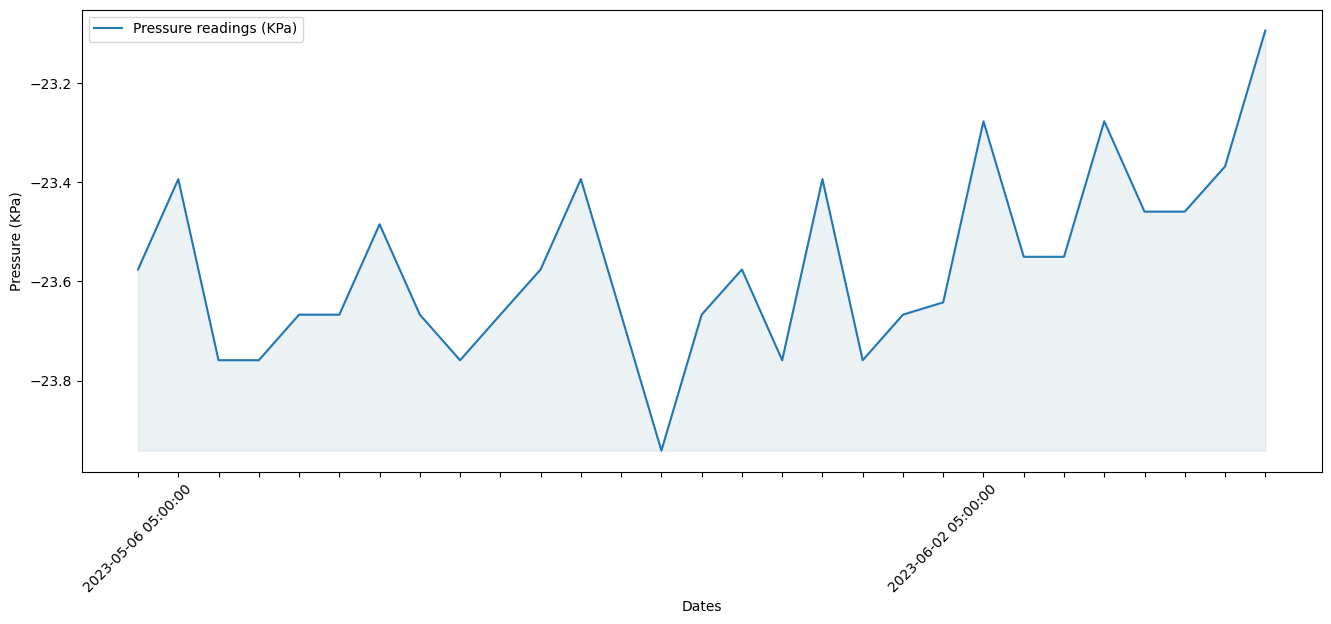 Pressure readings (KPa)
−23.2
−23.4
−23.6
−23.8
Pressure (KPa)
2023-05-06 05:00:00
2023-06-02 05:00:00
Dates